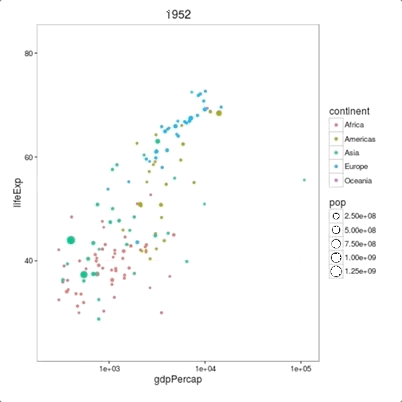 1952
80
60
40
lifeExp
1e+03
1e+04
1e+05
gdpPercap
continent
Africa
Americas
Asia
Europe
Oceania
pop
2.50e+08
5.00e+08
7.50e+08
1.00e+09
1.25e+09